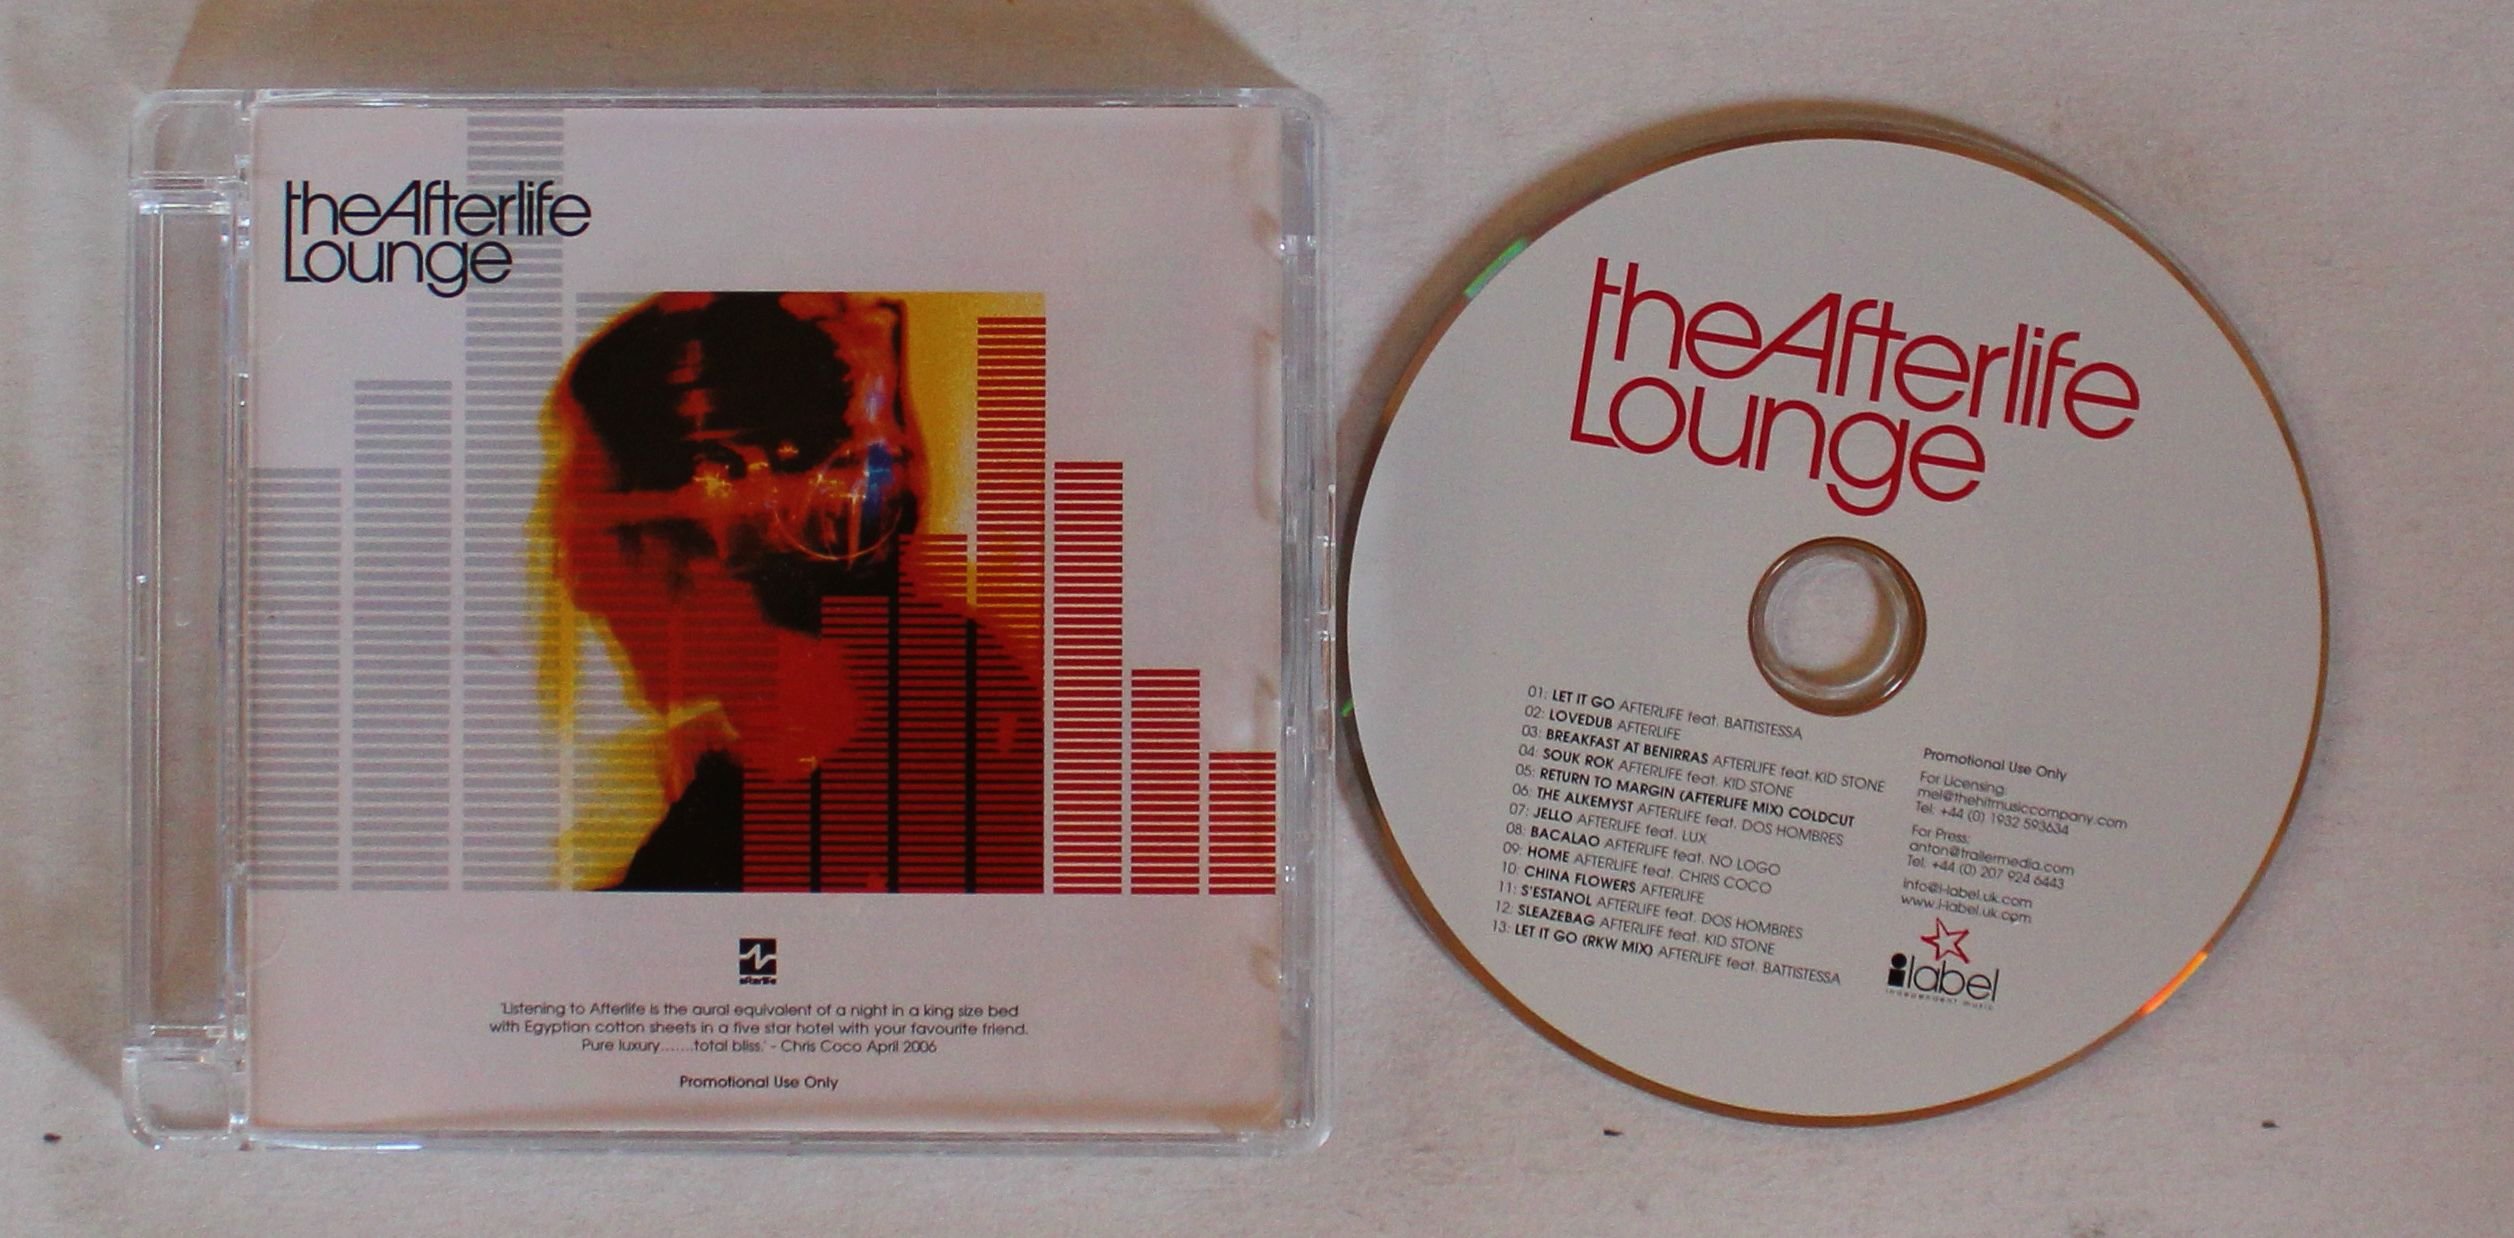 the Afterlife
Lounge
afterlife
'Listening to Afterlife is the aural equivalent of a night in a king size bed
with Egyptian cotton sheets in a five star hotel with your favourite friend.
Pure luxury.......total bliss.' - Chris Coco April 2006
Promotional Use Only
the Afterlife
Lounge
01: LET IT GO AFTERLIFE feat. BATTISTESSA
02: LOVEDUB AFTERLIFE
03: BREAKFAST AT BENIRRAS AFTERLIFE feat. KID STONE
04: SOUK ROK AFTERLIFE feat. KID STONE
05: RETURN TO MARGIN (AFTERLIFE MIX) COLDCUT
06: THE ALKEMYST AFTERLIFE feat. DOS HOMBRES
07: JELLO AFTERLIFE feat. LUX
08: BACALAO AFTERLIFE feat. NO LOGO
09: HOME AFTERLIFE feat. CHRIS COCO
10: CHINA FLOWERS AFTERLIFE
11: S'ESTANOL AFTERLIFE feat. DOS HOMBRES
12: SLEAZEBAG AFTERLIFE feat. KID STONE
13: LET IT GO (RKW MIX) AFTERLIFE feat. BATTISTESSA
Promotional Use Only
For Licensing:
mel@thehitmusiccompany.com
Tel: +44 (0) 1932 593634
For Press:
anton@trailermedia.com
Tel. +44 (0) 207 924 6443
info@i-label.uk.com
www.i-label.uk.com
ilabel
independent music